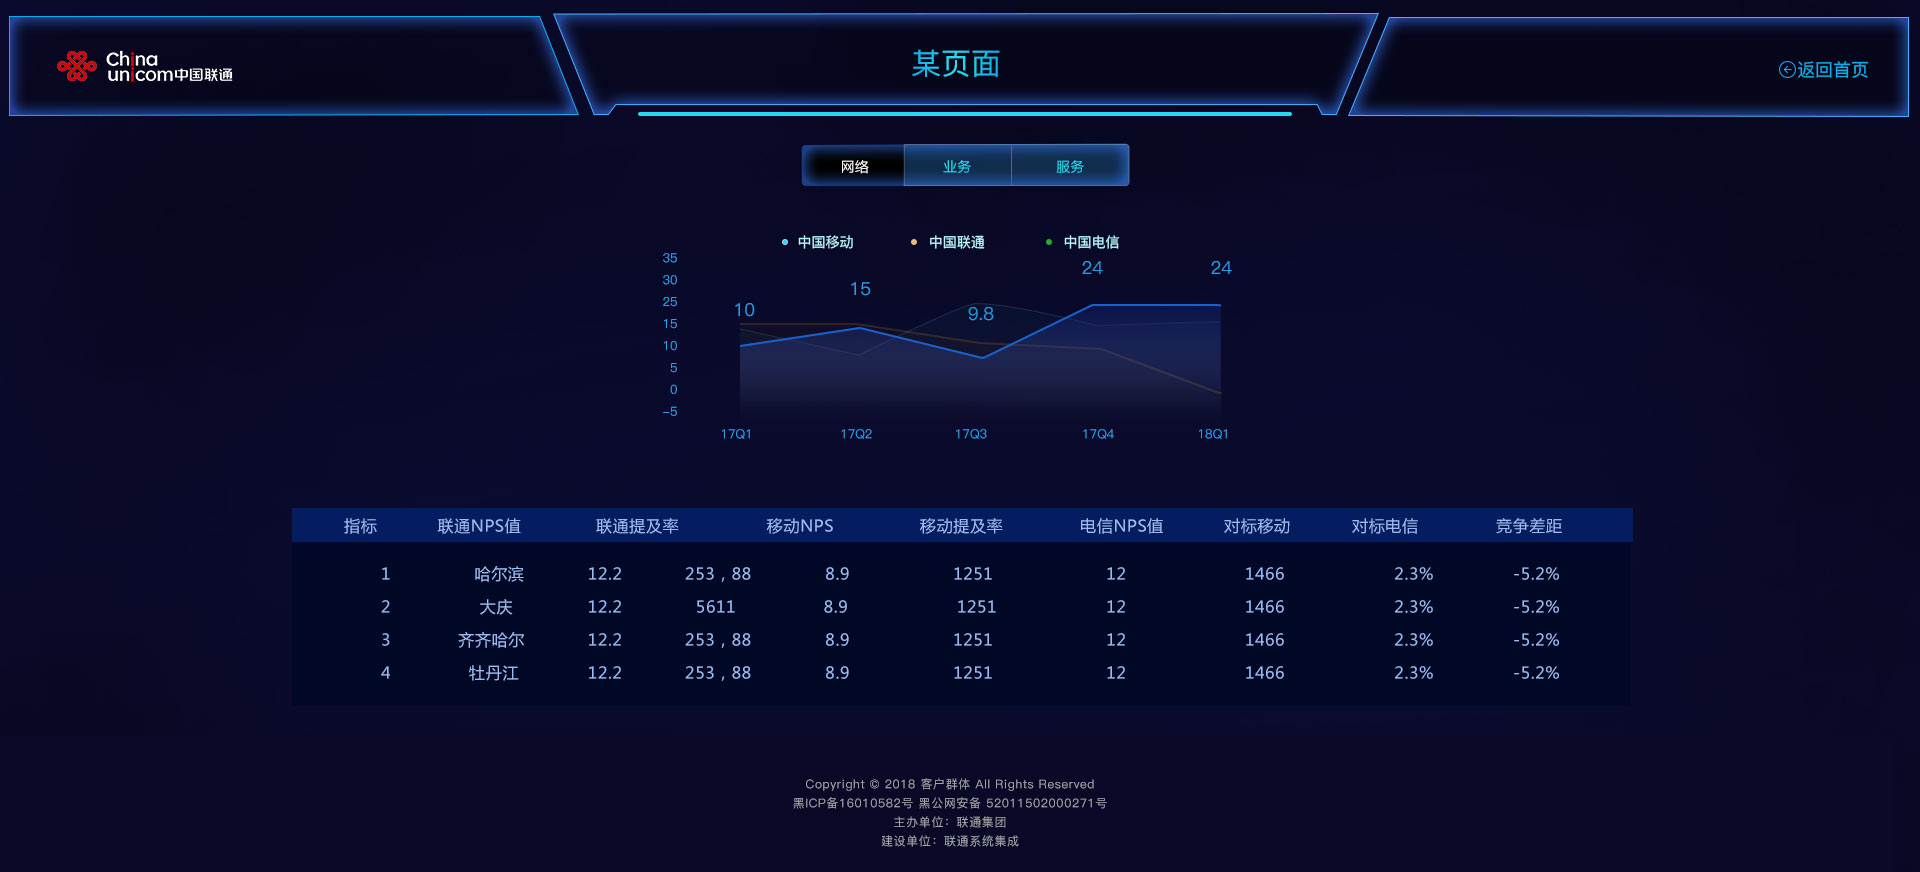 China
unicom中国联通
某页面
返回首页
网络 业务 服务
中国移动 中国联通 中国电信
35
30
25
15
10
5
0
-5
10
15
9.8
24
24
17Q1 17Q2 17Q3 17Q4 18Q1
指标 联通NPS值 联通提及率 移动NPS 移动提及率 电信NPS值 对标移动 对标电信 竞争差距
1 哈尔滨 12.2 253，88 8.9 1251 12 1466 2.3% -5.2%
2 大庆 12.2 5611 8.9 1251 12 1466 2.3% -5.2%
3 齐齐哈尔 12.2 253，88 8.9 1251 12 1466 2.3% -5.2%
4 牡丹江 12.2 253，88 8.9 1251 12 1466 2.3% -5.2%
Copyright © 2018 客户群体 All Rights Reserved
黑ICP备16010582号 黑公网安备 52011502000271号
主办单位：联通集团
建设单位：联通系统集成